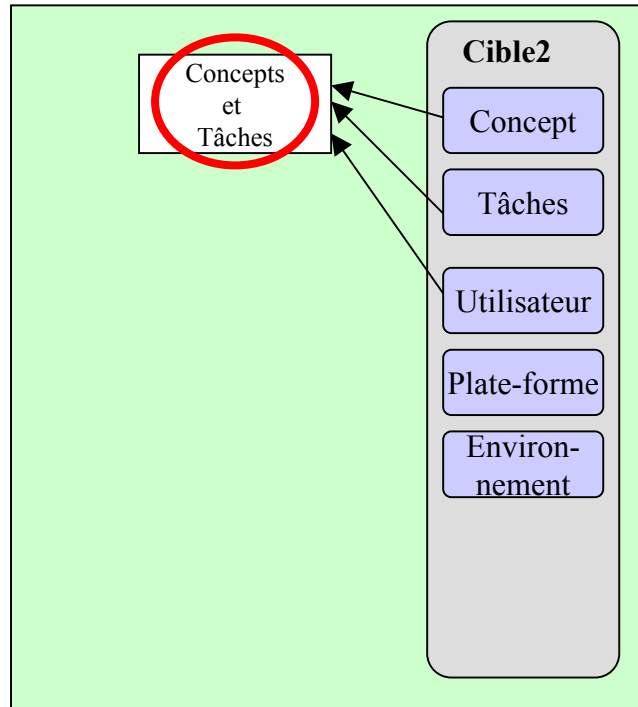 Concepts
et
Tâches
Cible2
Concept
Tâches
Utilisateur
Plate-forme
Environ-
nement